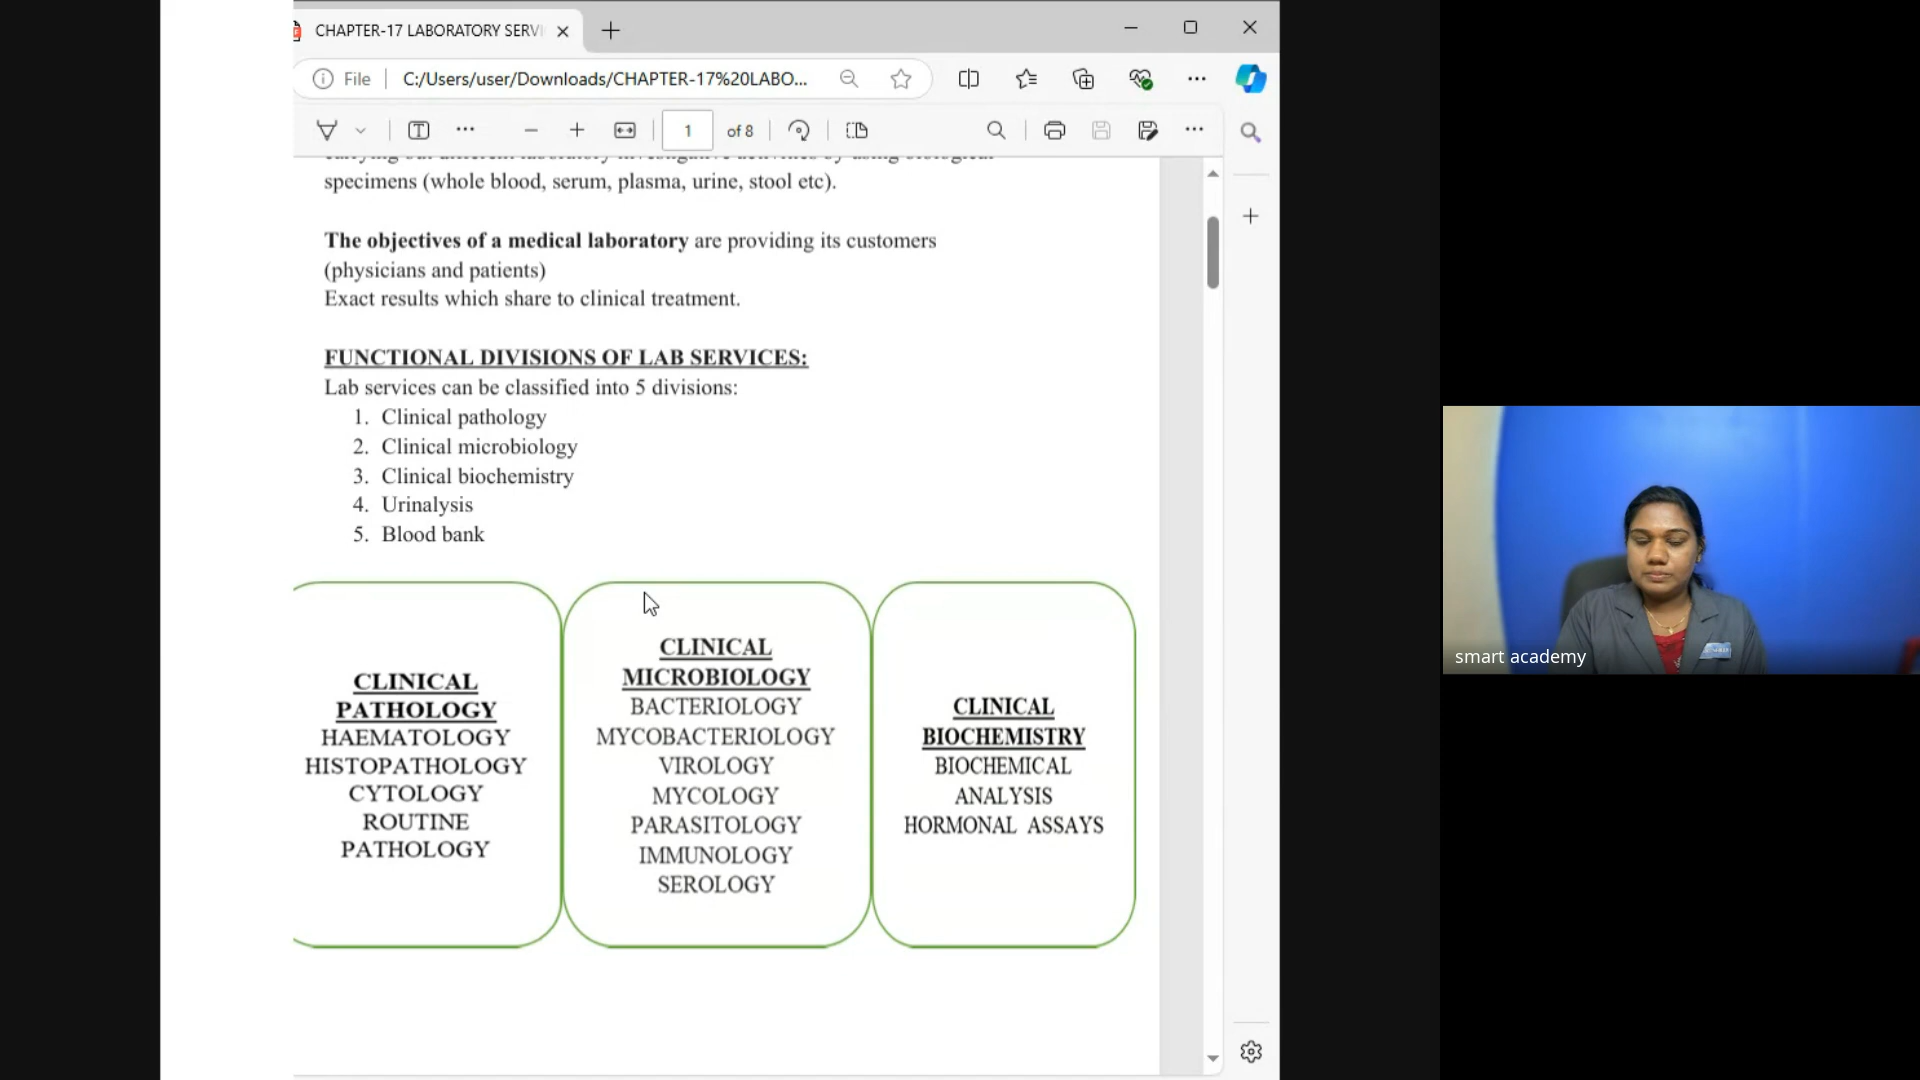 CHAPTER-17 LABORATORY SERVI
File
C:/Users/user/Downloads/CHAPTER-17%20LABO...
1 of 8
specimens (whole blood, serum, plasma, urine, stool etc).
The objectives of a medical laboratory are providing its customers
(physicians and patients)
Exact results which share to clinical treatment.
FUNCTIONAL DIVISIONS OF LAB SERVICES:
Lab services can be classified into 5 divisions:
1. Clinical pathology
2. Clinical microbiology
3. Clinical biochemistry
4. Urinalysis
5. Blood bank
CLINICAL
PATHOLOGY
HAEMATOLOGY
HISTOPATHOLOGY
CYTOLOGY
ROUTINE
PATHOLOGY
CLINICAL
MICROBIOLOGY
BACTERIOLOGY
MYCOBACTERIOLOGY
VIROLOGY
MYCOLOGY
PARASITOLOGY
IMMUNOLOGY
SEROLOGY
CLINICAL
BIOCHEMISTRY
BIOCHEMICAL
ANALYSIS
HORMONAL ASSAYS
smart academy